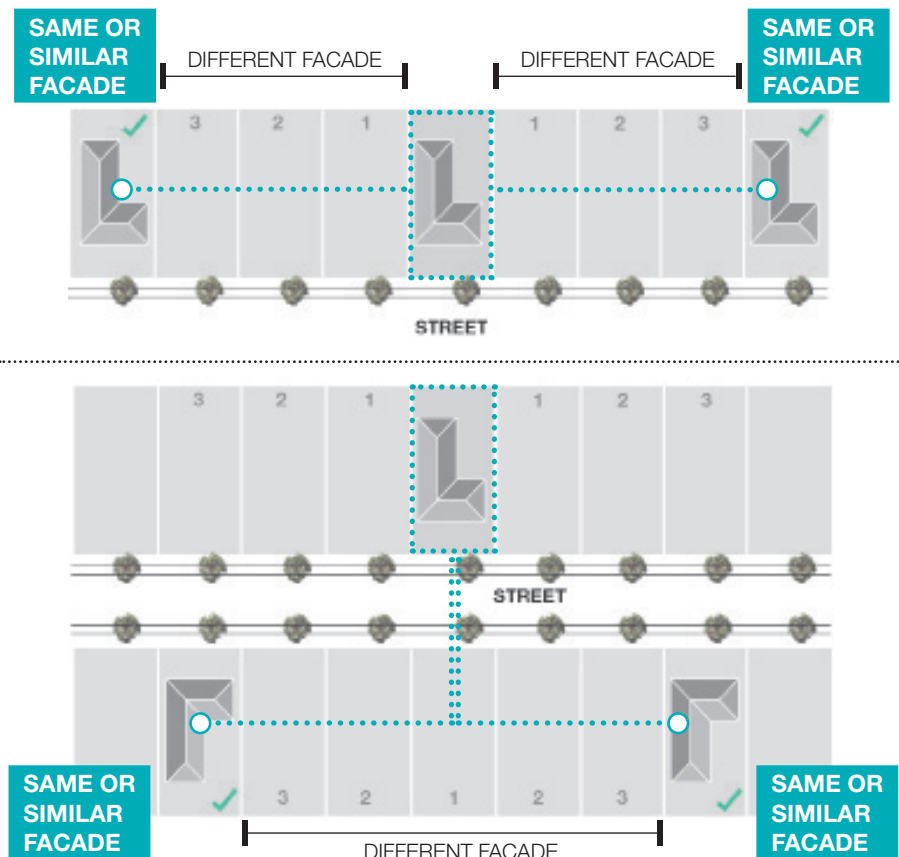 SAME OR
SIMILAR
FACADE
DIFFERENT FACADE
DIFFERENT FACADE
SAME OR
SIMILAR
FACADE
3 2 1 1 2 3
STREET
3 2 1 1 2 3
STREET
SAME OR
SIMILAR
FACADE
3 2 1 2 3
DIFFERENT FACADE
SAME OR
SIMILAR
FACADE